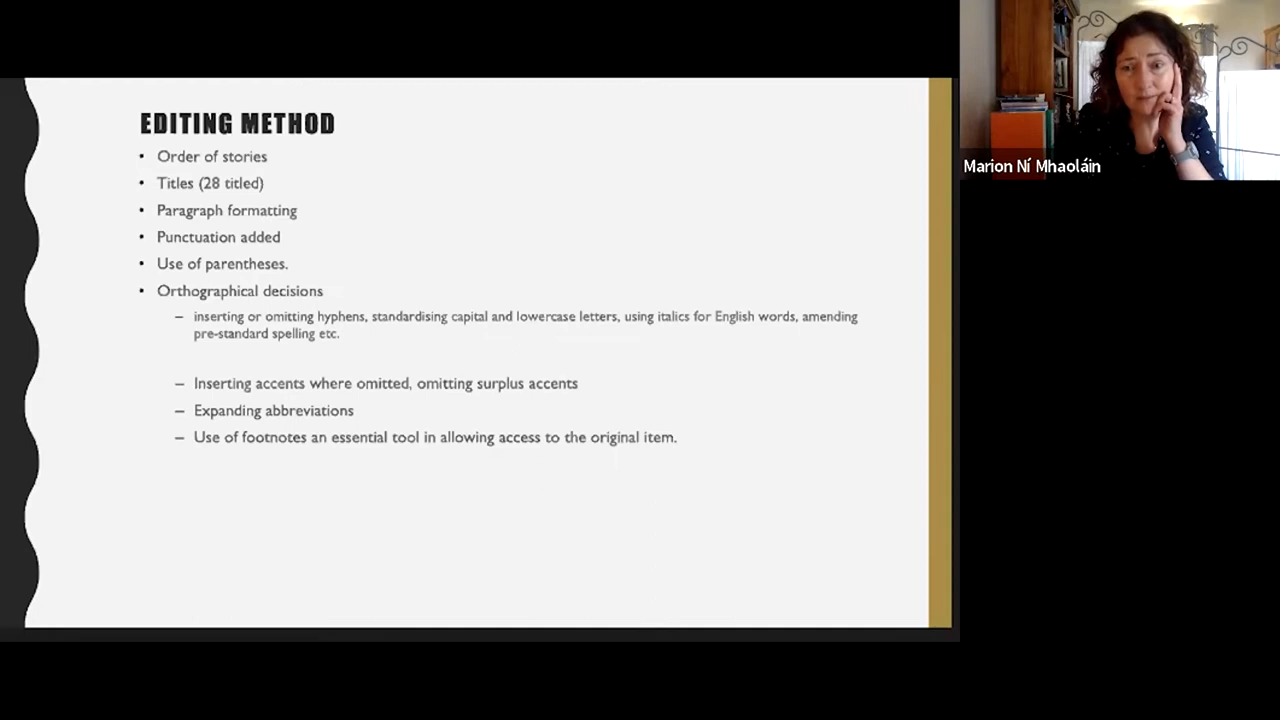 EDITING METHOD
• Order of stories
• Titles (28 titled)
• Paragraph formatting
• Punctuation added
• Use of parentheses.
• Orthographical decisions
– inserting or omitting hyphens, standardising capital and lowercase letters, using italics for English words, amending
pre-standard spelling etc.
– Inserting accents where omitted, omitting surplus accents
– Expanding abbreviations
– Use of footnotes an essential tool in allowing access to the original item.
Marion Ní Mhaoláin